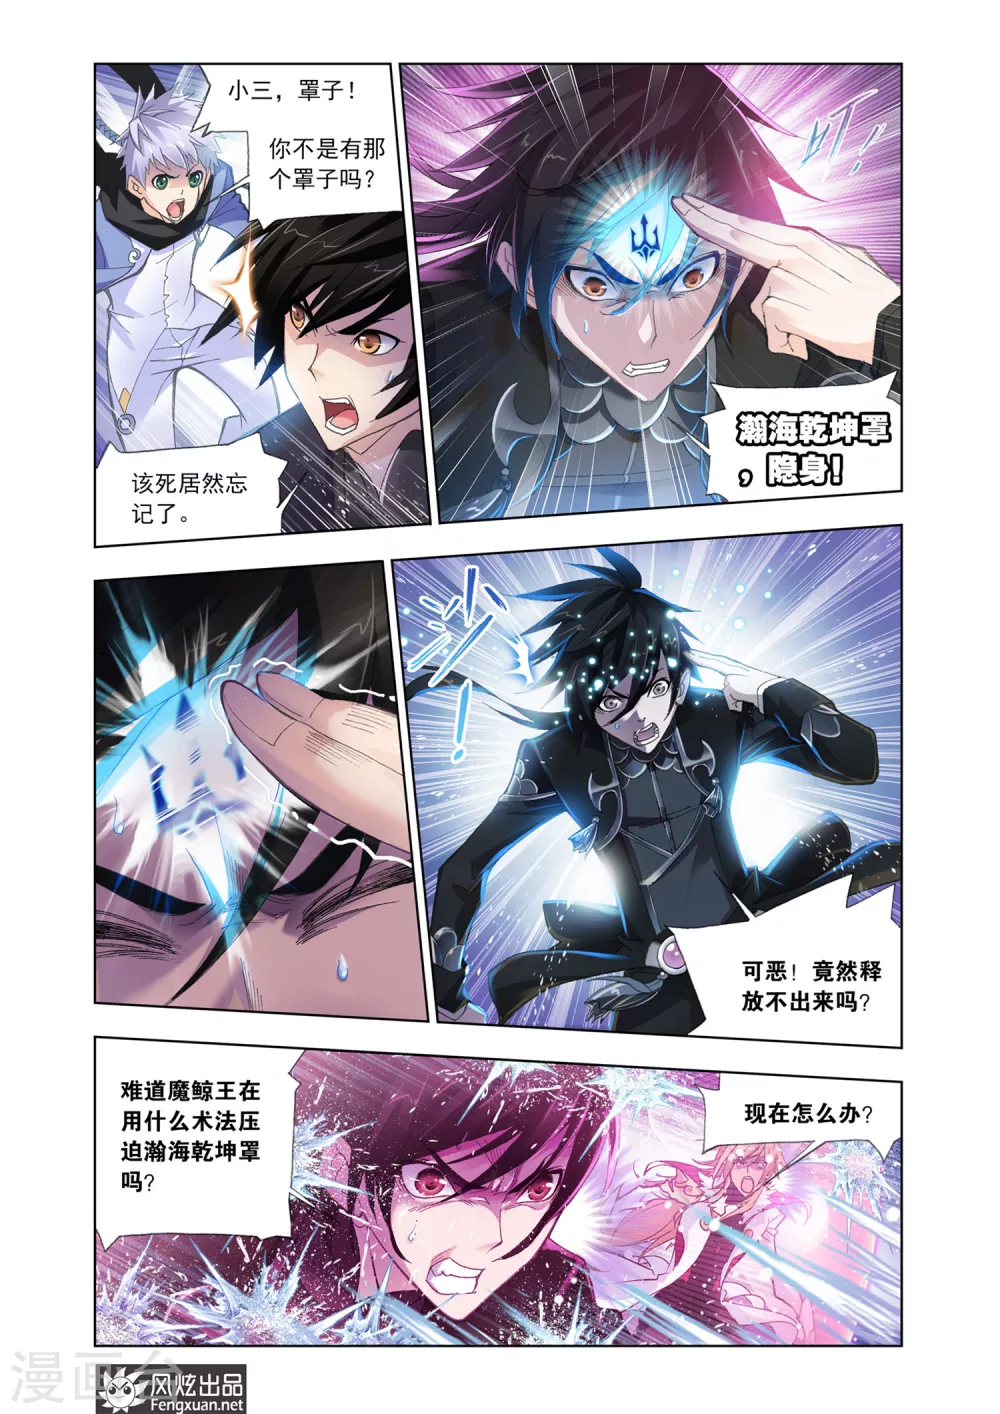 小三，罩子！
你不是有那
个罩子吗？
该死居然忘
记了。
叮！
瀚海乾坤罩
，隐身！
沙！
可恶！竟然释
放不出来吗？
难道魔鲸王在
用什么术法压
迫瀚海乾坤罩
吗？
现在怎么办？
漫画台
风炫出品
Fengxuan.net